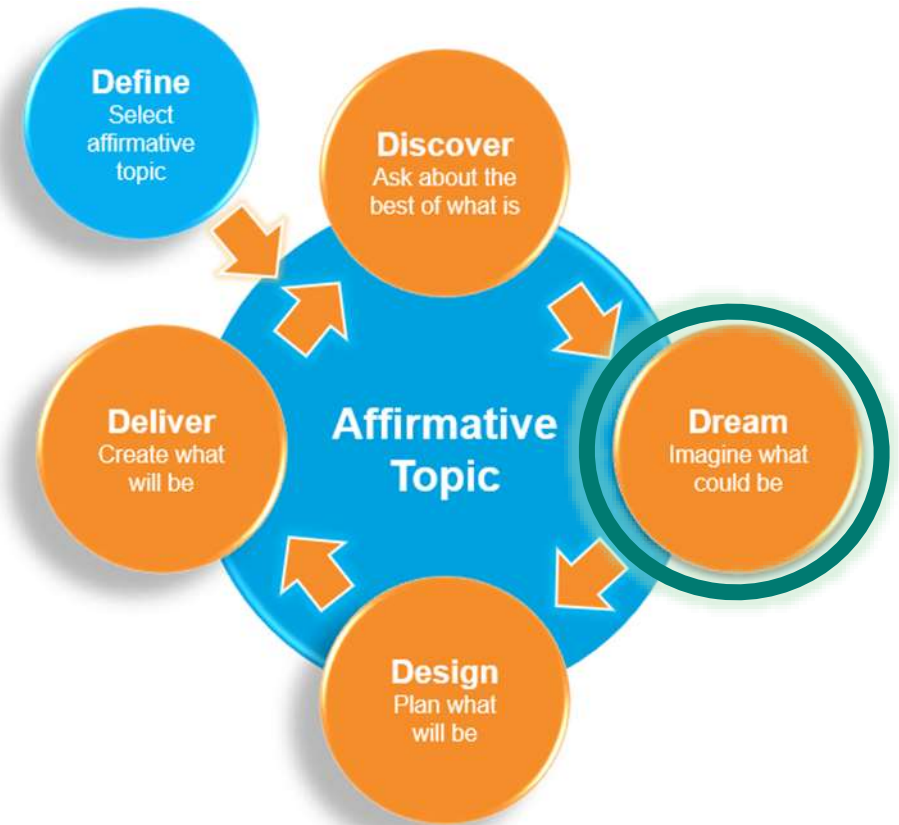 Define
Select
affirmative
topic
Discover
Ask about the
best of what is
Dream
Imagine what
could be
Design
Plan what
will be
Deliver
Create what
will be
Affirmative
Topic